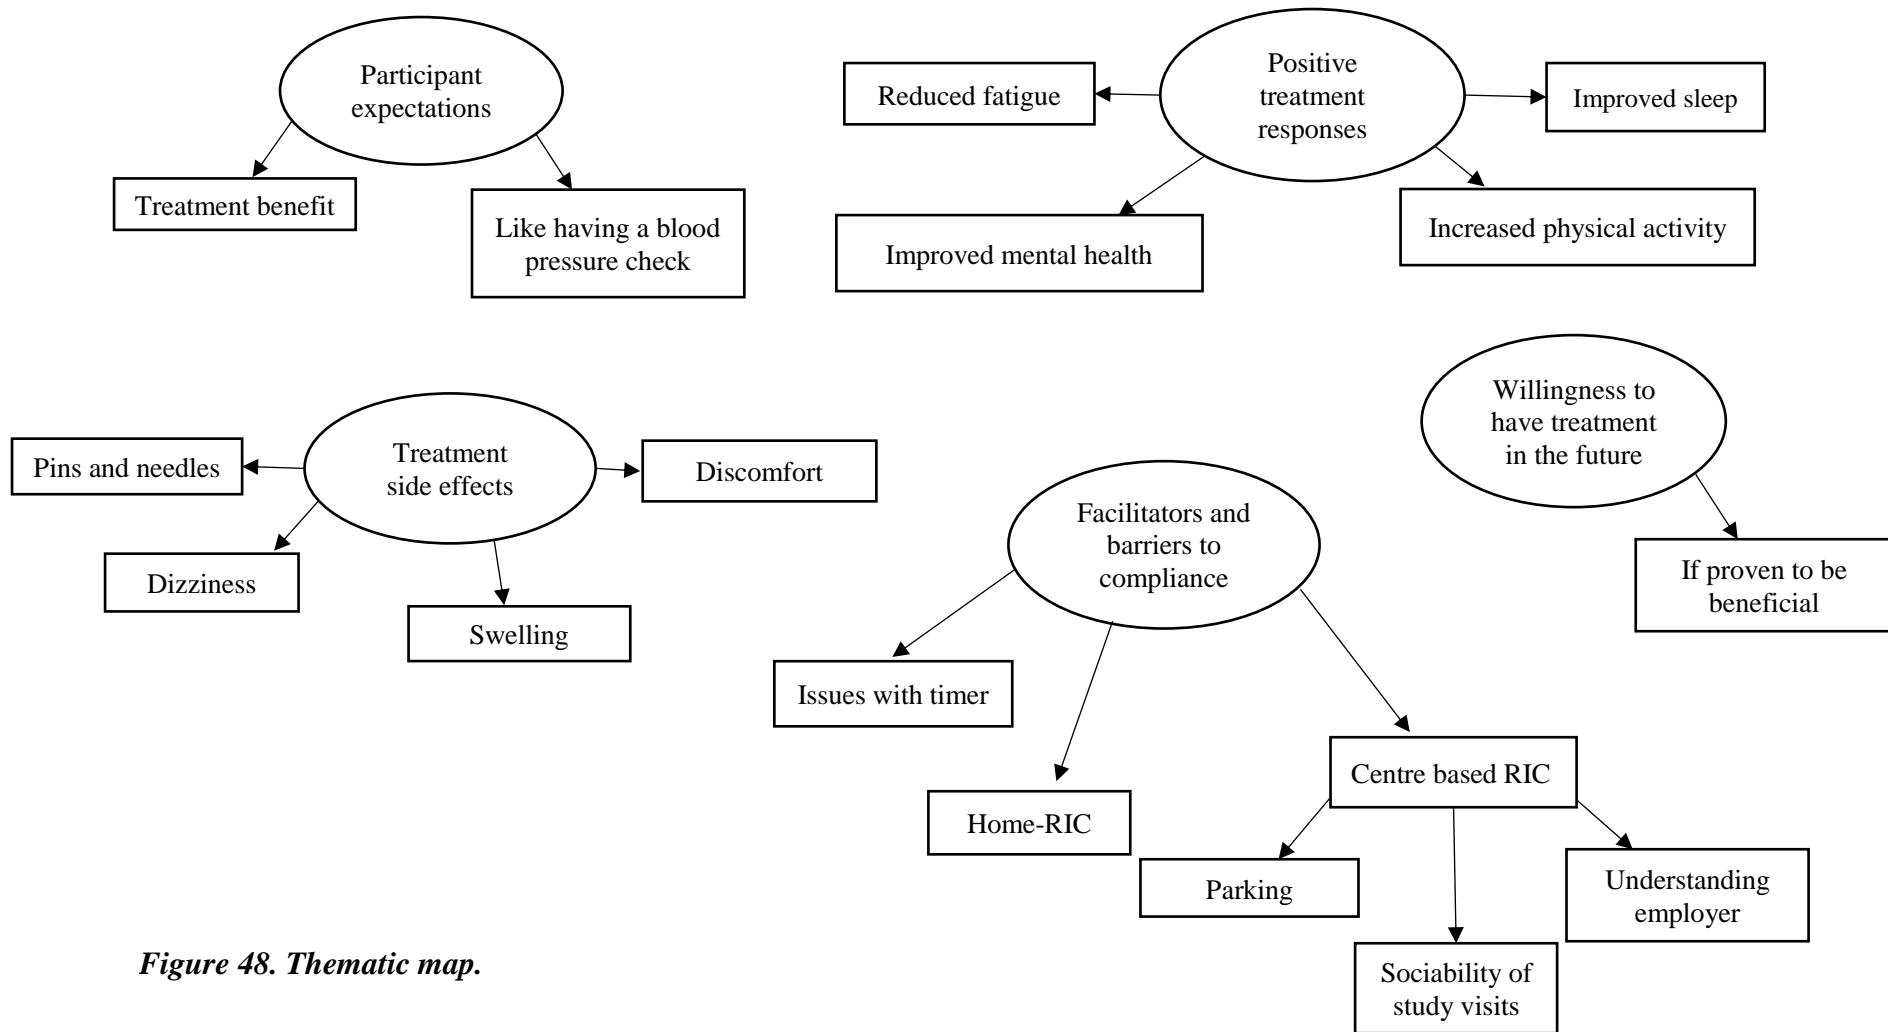 Participant
expectations
Treatment benefit
Like having a blood
pressure check
Positive
treatment
responses
Reduced fatigue
Improved sleep
Improved mental health
Increased physical activity
Treatment
side effects
Pins and needles
Discomfort
Dizziness
Swelling
Willingness to
have treatment
in the future
If proven to be
beneficial
Facilitators and
barriers to
compliance
Issues with timer
Home-RIC
Centre based RIC
Parking
Sociability of
study visits
Understanding
employer
Figure 48. Thematic map.